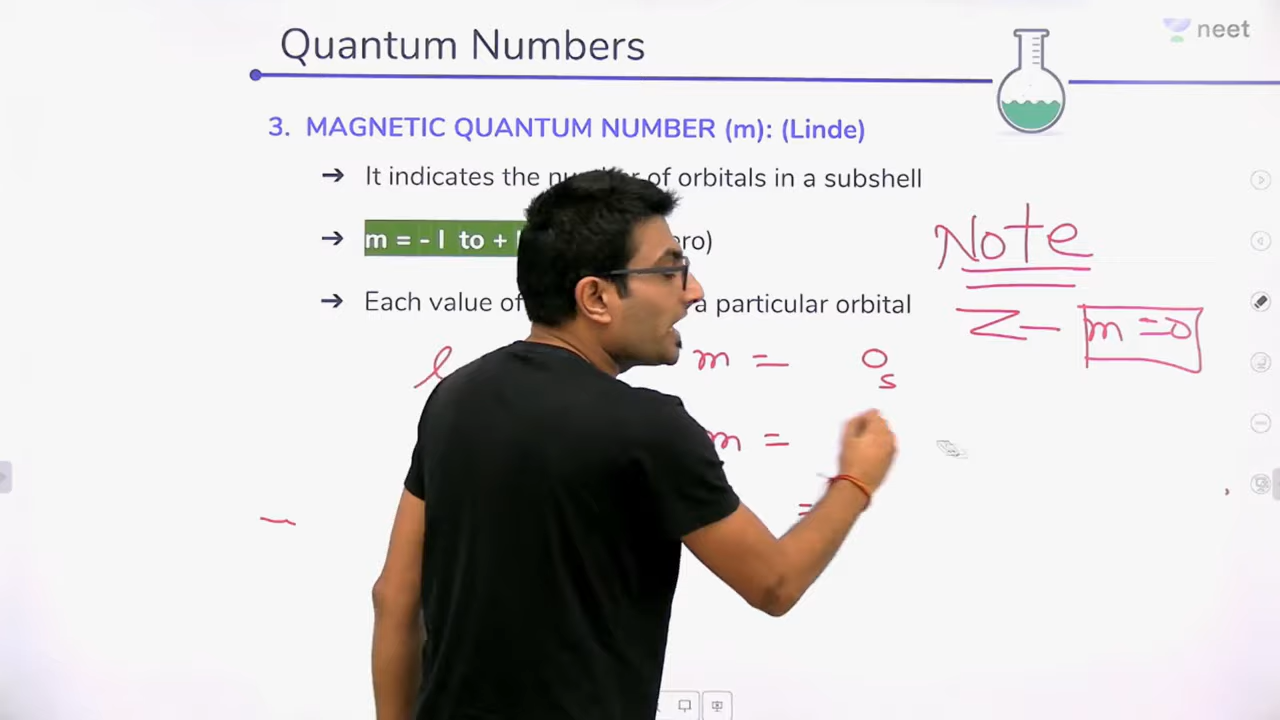 Quantum Numbers
neet
3. MAGNETIC QUANTUM NUMBER (m): (Linde)
→ It indicates the of orbitals in a subshell
→ m = - l to +
→ Each value of a particular orbital
Note
Z- m = 0
l m = 0
s
m =
=